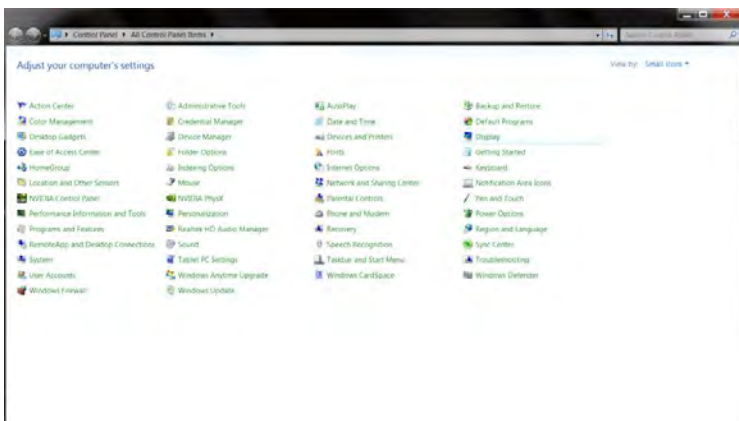 Control Panel All Control Panel Items
Search Control Panel
Adjust your computer's settings
View by: Small icons
Action Center Administrative Tools AutoPlay Backup and Restore
Color Management Credential Manager Date and Time Default Programs
Desktop Gadgets Device Manager Devices and Printers Display
Ease of Access Center Folder Options Fonts Getting Started
HomeGroup Indexing Options Internet Options Keyboard
Location and Other Sensors Mouse Network and Sharing Center Notification Area Icons
NVIDIA Control Panel NVIDIA PhysX Parental Controls Pen and Touch
Performance Information and Tools Personalization Phone and Modem Power Options
Programs and Features Realtek HD Audio Manager Recovery Region and Language
RemoteApp and Desktop Connections Sound Speech Recognition Sync Center
System Tablet PC Settings Taskbar and Start Menu Troubleshooting
User Accounts Windows Anytime Upgrade Windows CardSpace Windows Defender
Windows Firewall Windows Update